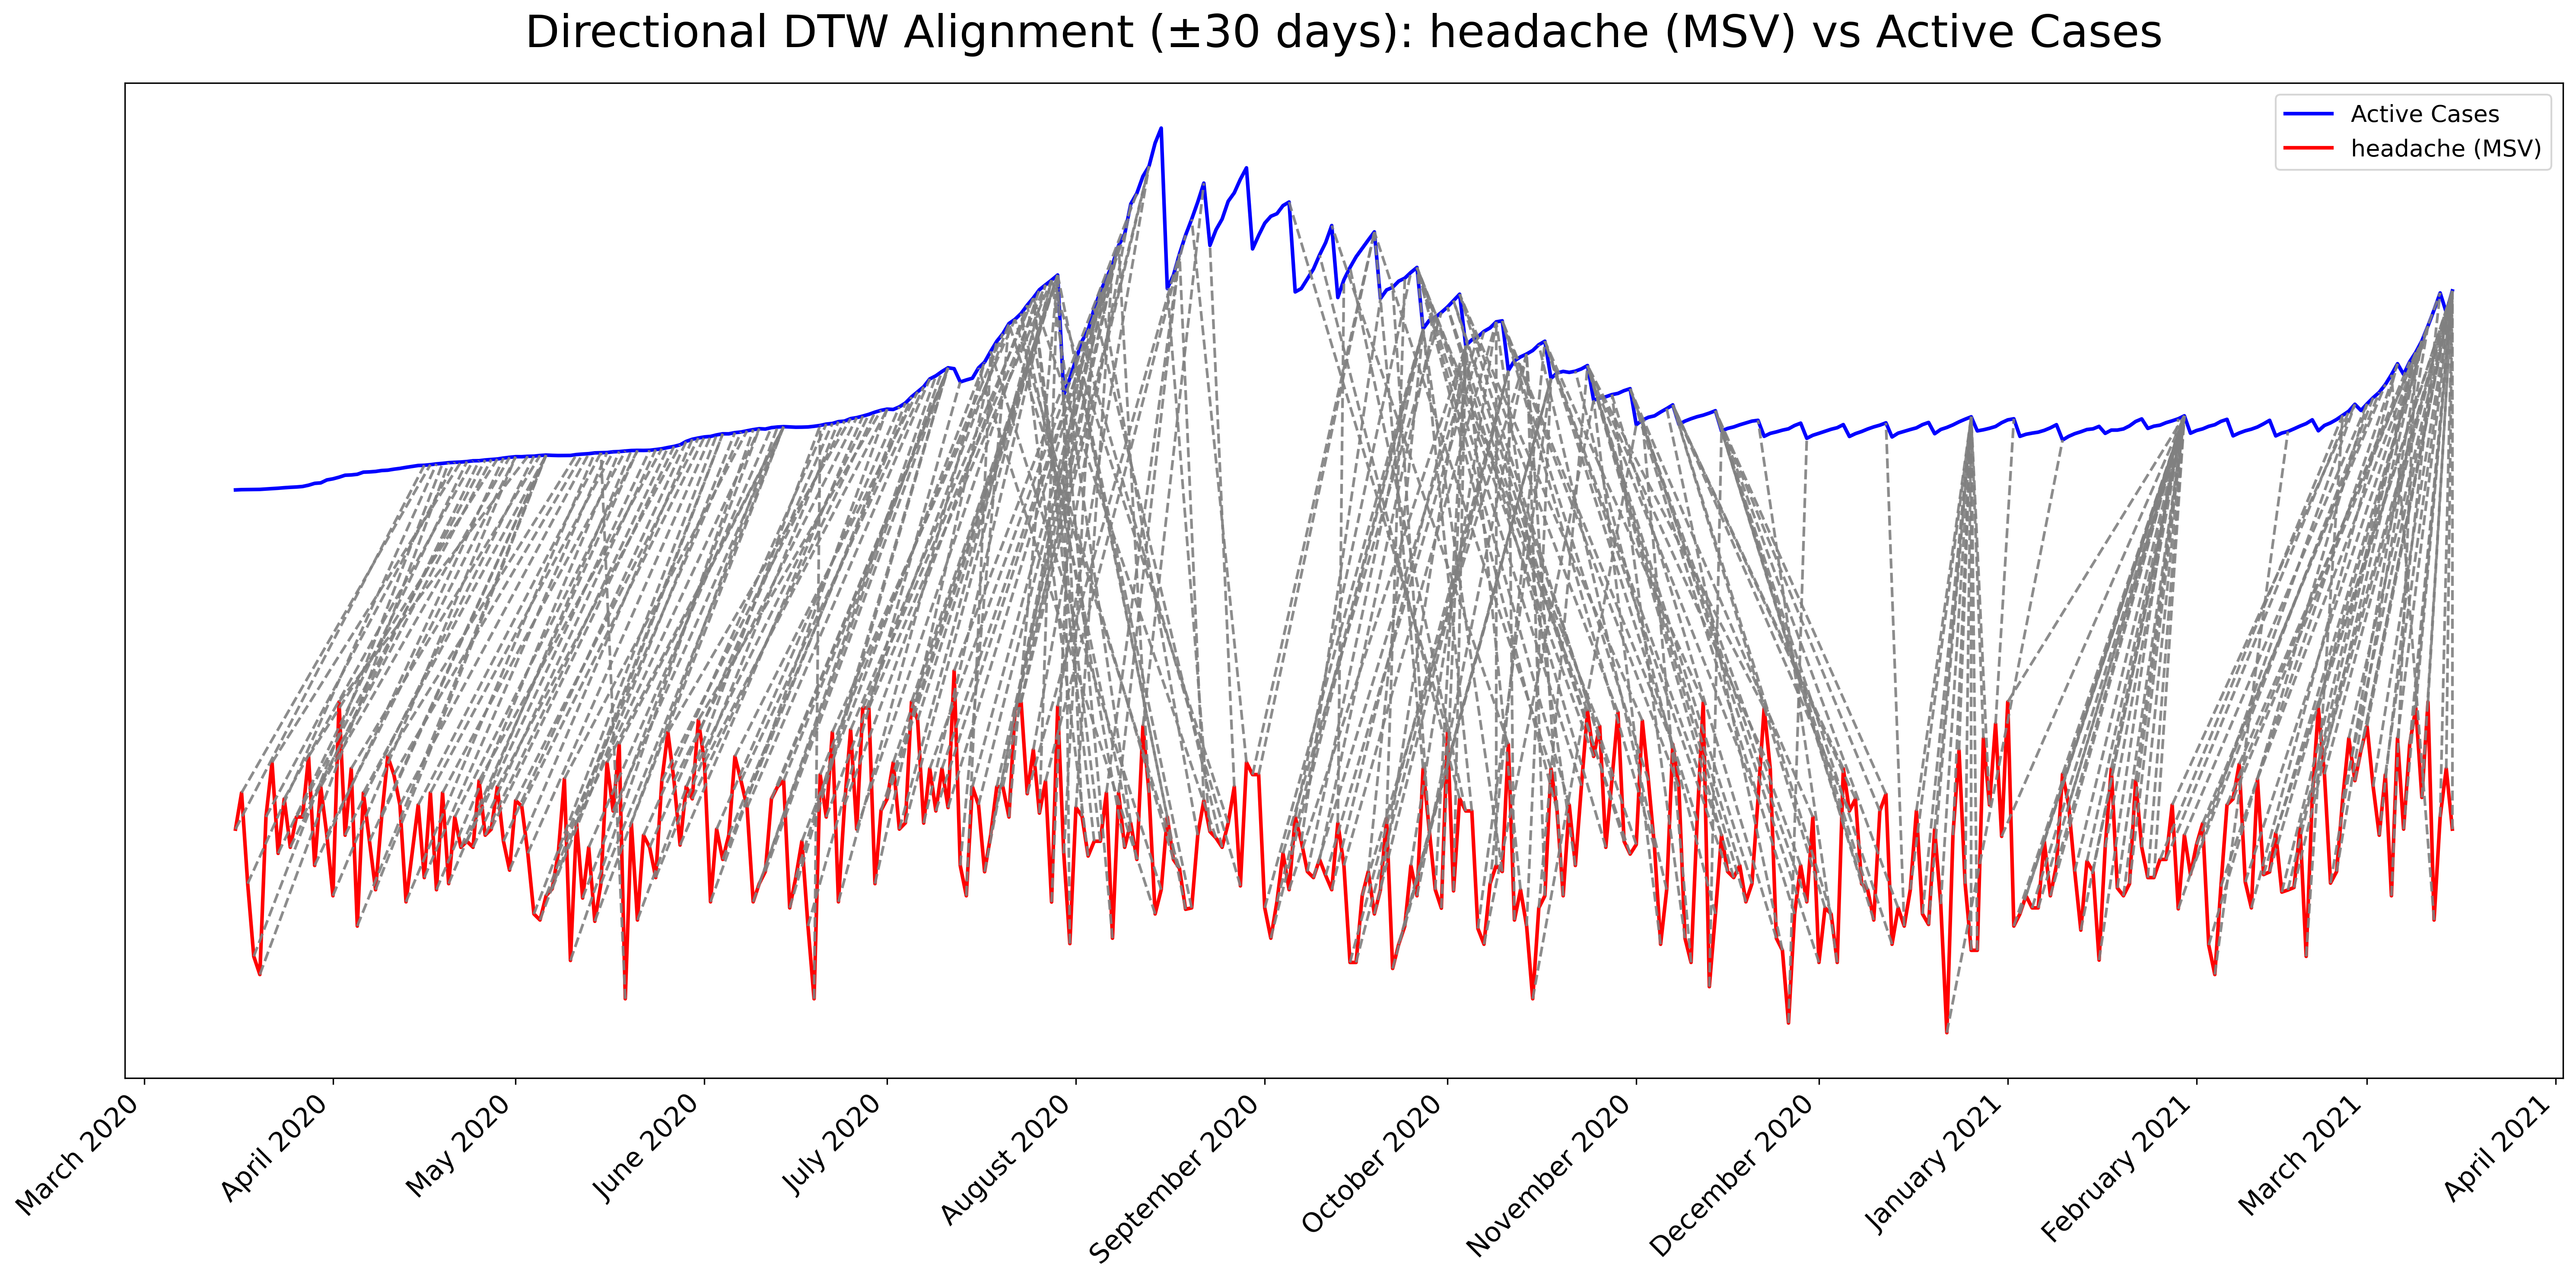 Directional DTW Alignment (±30 days): headache (MSV) vs Active Cases
Active Cases
headache (MSV)
March 2020
April 2020
May 2020
June 2020
July 2020
August 2020
September 2020
October 2020
November 2020
December 2020
January 2021
February 2021
March 2021
April 2021